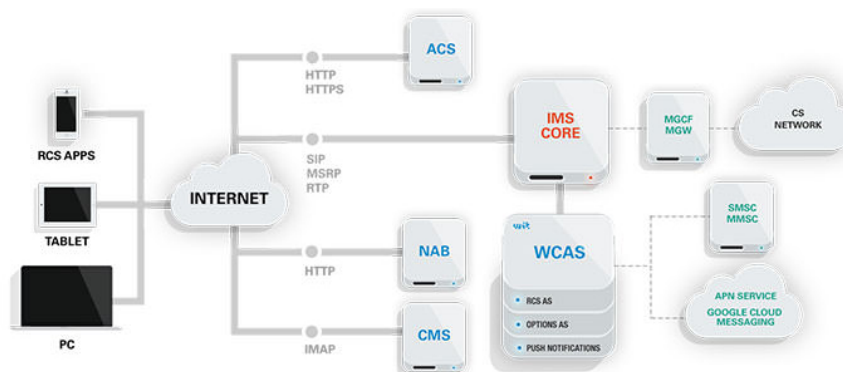 ACS
HTTP
HTTPS
IMS
CORE
MGCF
MGW
CS
NETWORK
RCS APPS
SIP
MSRP
RTP
INTERNET
TABLET
SMSC
MMSC
wit
NAB
WCAS
HTTP
RCS AS
APN SERVICE
GOOGLE CLOUD
MESSAGING
OPTIONS AS
CMS
PUSH NOTIFICATIONS
PC
IMAP